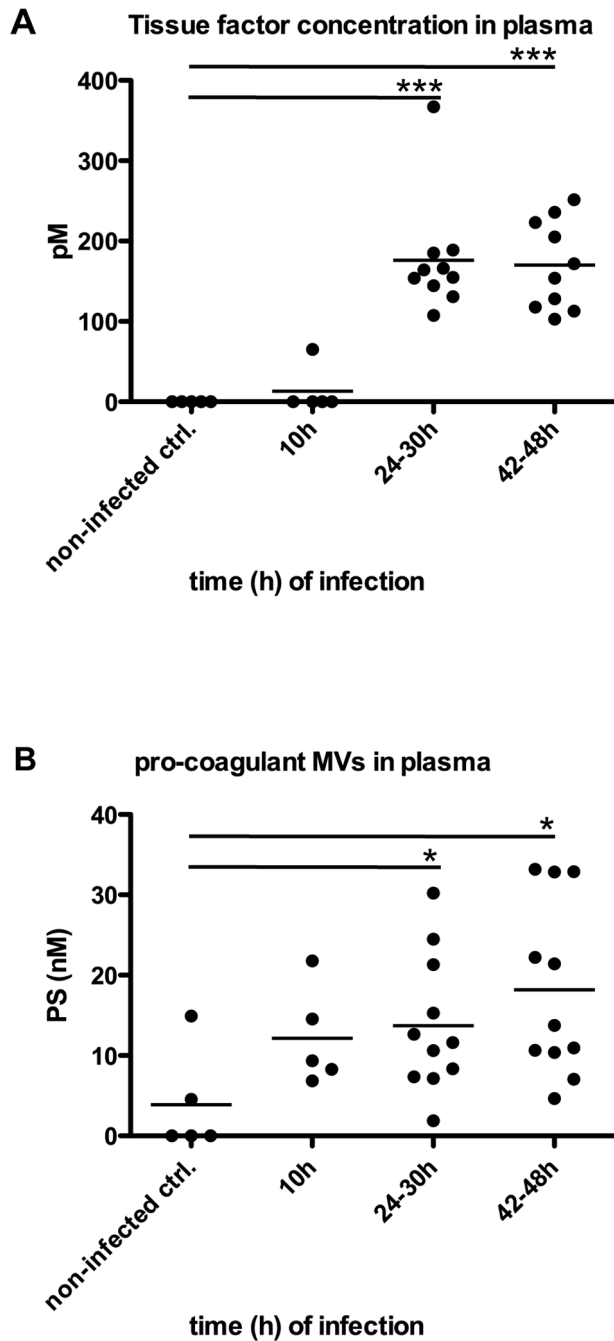 A
Tissue factor concentration in plasma
***
***
400
300
200
100
0
pM
non-infected ctrl.
10h
24-30h
42-48h
time (h) of infection
B
pro-coagulant MVs in plasma
*
*
40
30
20
10
0
PS (nM)
non-infected ctrl.
10h
24-30h
42-48h
time (h) of infection